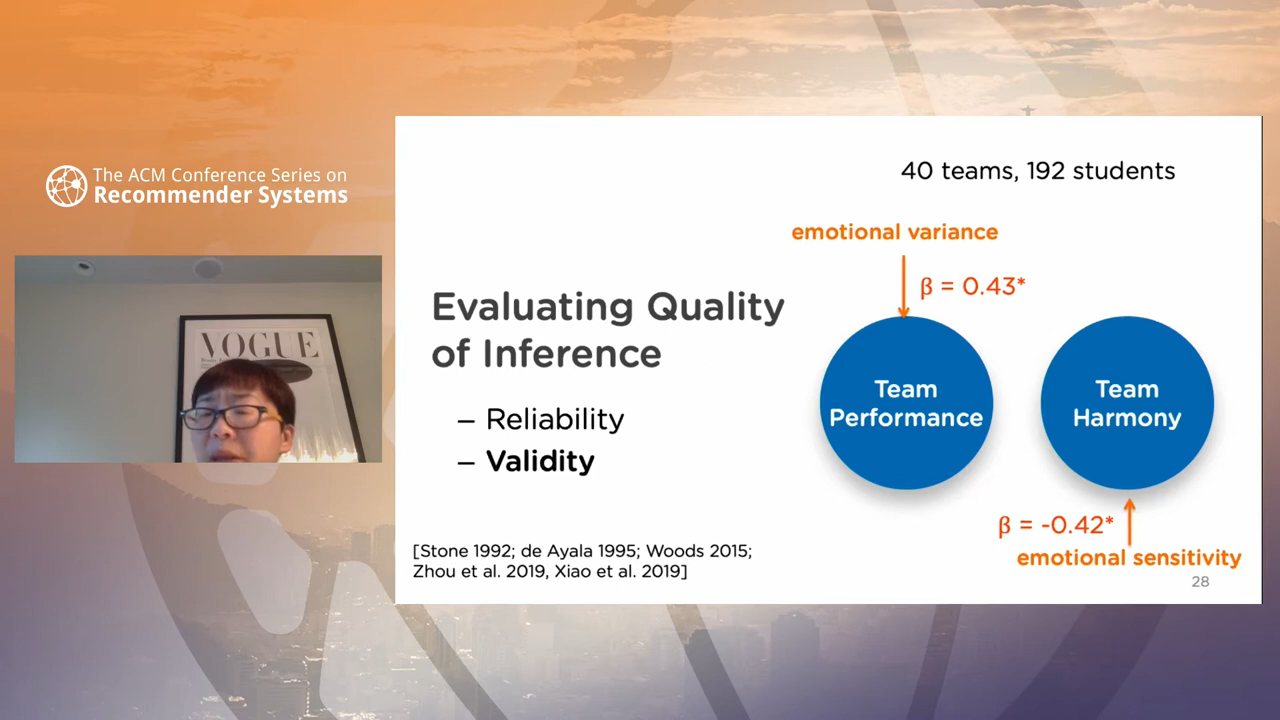 The ACM Conference Series on
Recommender Systems
VOGUE
40 teams, 192 students
emotional variance
β = 0.43*
Evaluating Quality
of Inference
– Reliability
– Validity
Team
Performance
Team
Harmony
β = -0.42*
emotional sensitivity
[Stone 1992; de Ayala 1995; Woods 2015;
Zhou et al. 2019, Xiao et al. 2019]
28